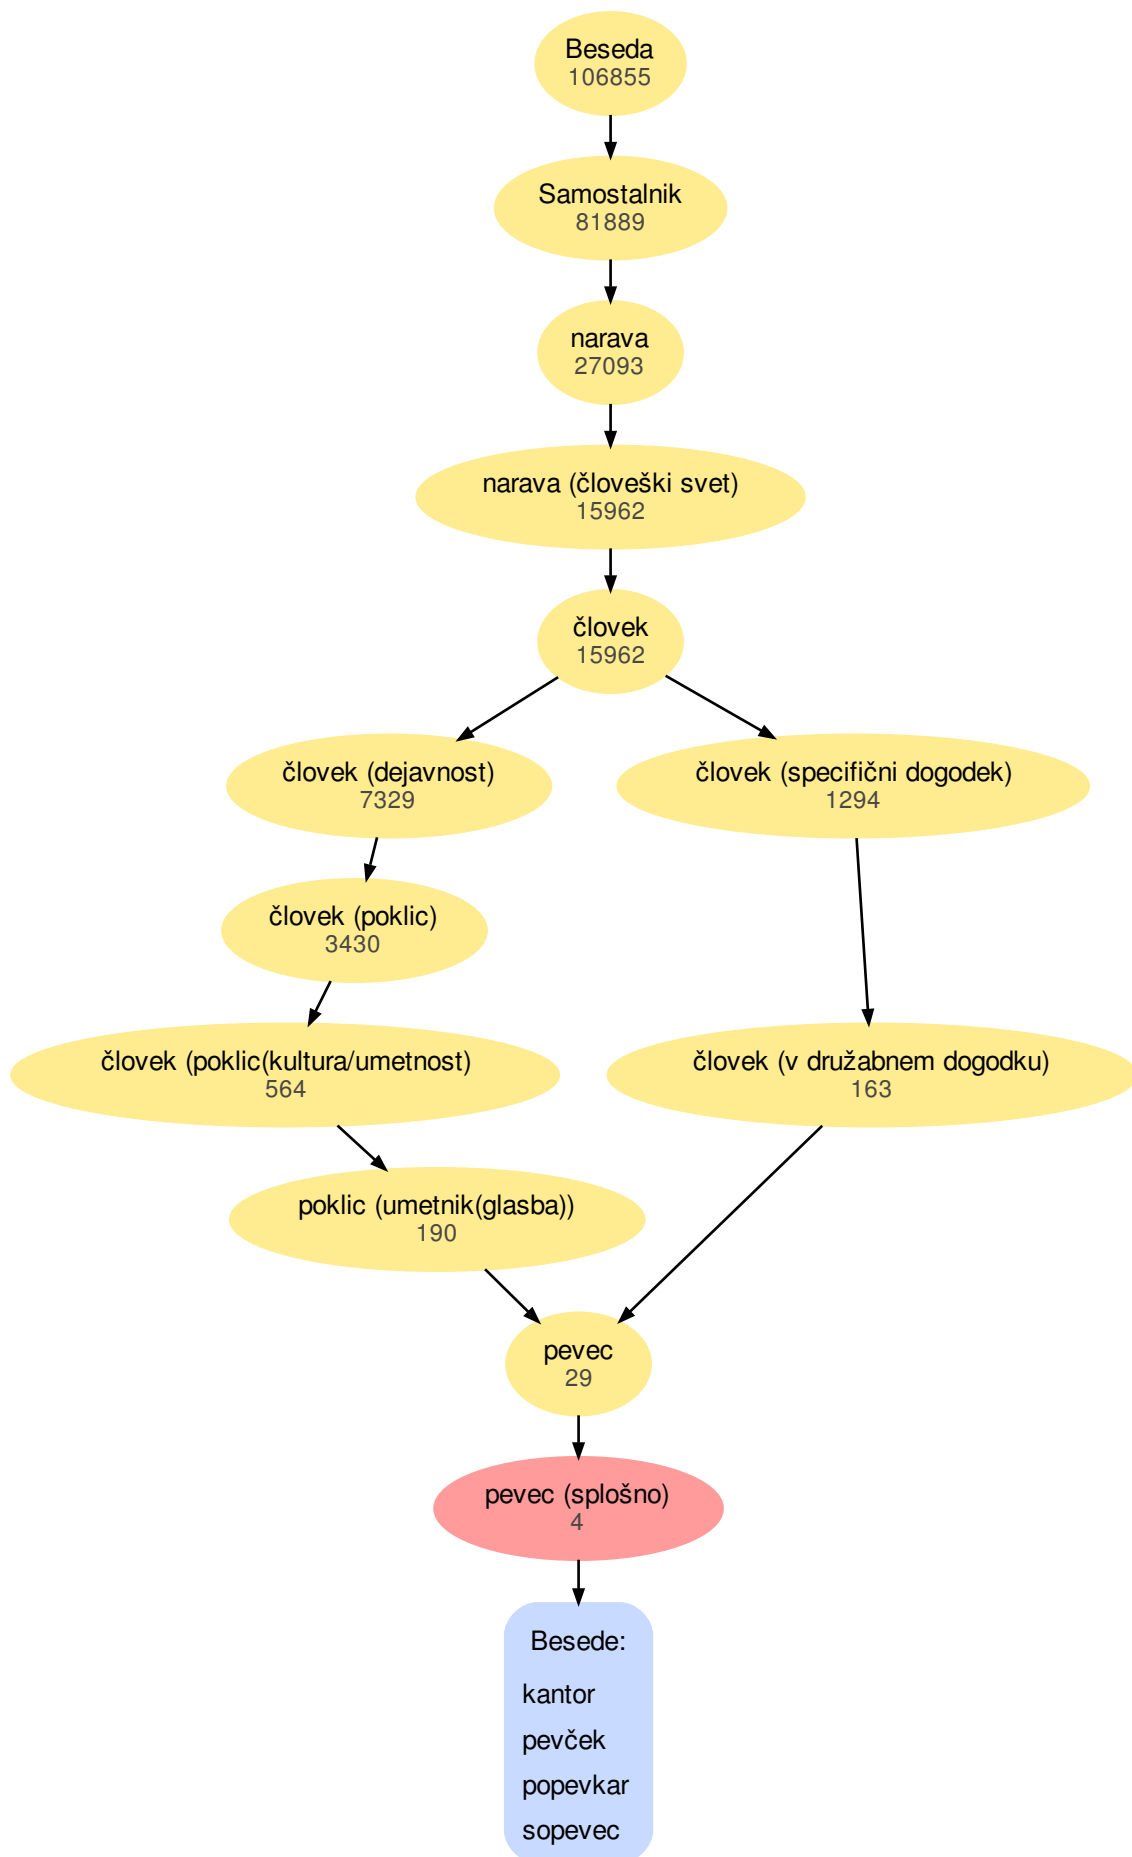 Beseda
106855
Samostalnik
81889
narava
27093
narava (človeški svet)
15962
človek
15962
človek (dejavnost)
7329
človek (specifični dogodek)
1294
človek (poklic)
3430
človek (poklic(kultura/umetnost)
564
človek (v družabnem dogodku)
163
poklic (umetnik(glasba))
190
pevec
29
pevec (splošno)
4
Besede:
kantor
pevček
popevkar
sopevec